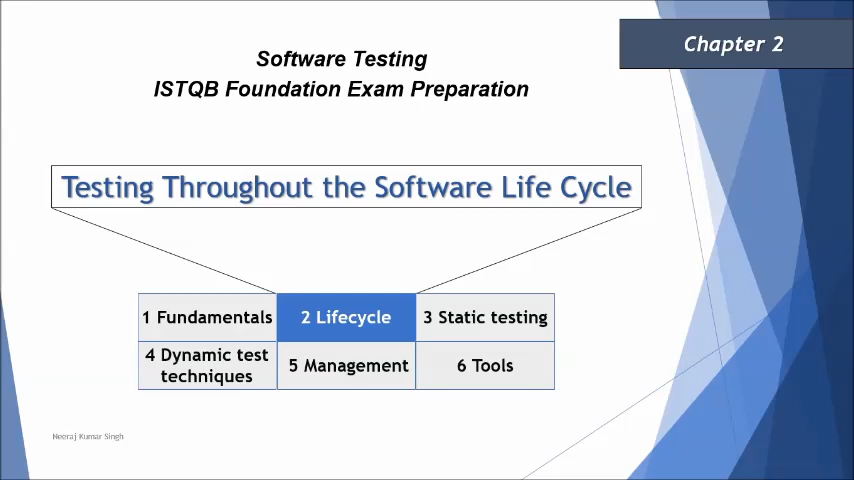 Chapter 2
Software Testing
ISTQB Foundation Exam Preparation
Testing Throughout the Software Life Cycle
1 Fundamentals
2 Lifecycle
3 Static testing
4 Dynamic test
techniques
5 Management
6 Tools
Neeraj Kumar Singh